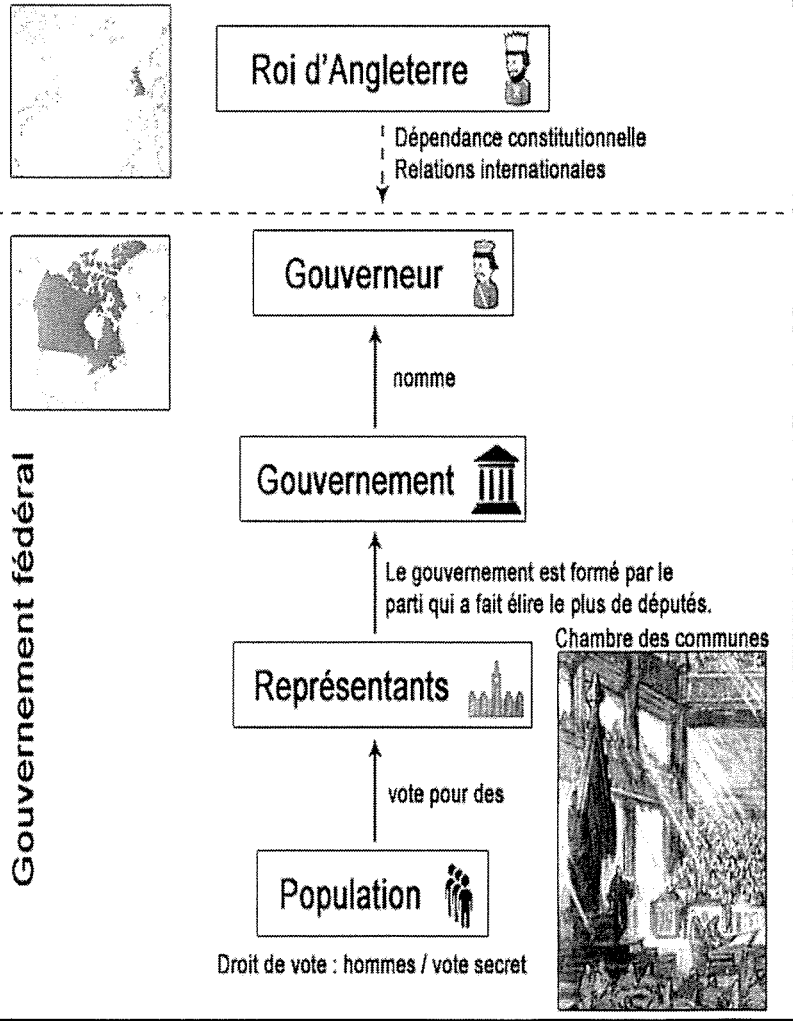 Roi d'Angleterre
Dépendance constitutionnelle
Relations internationales
Gouverneur
nomme
Gouvernement
Gouvernement fédéral
Le gouvernement est formé par le
parti qui a fait élire le plus de députés.
Chambre des communes
Représentants
vote pour des
Population
Droit de vote : hommes / vote secret